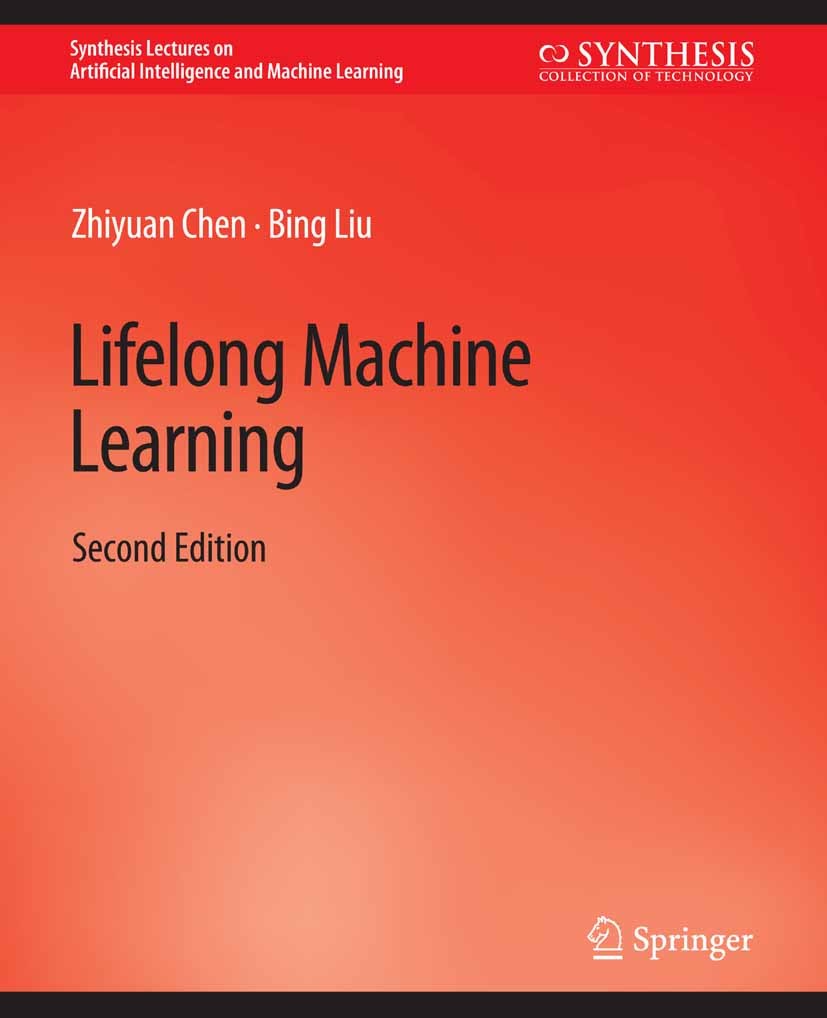 Synthesis Lectures on
Artificial Intelligence and Machine Learning
SYNTHESIS
COLLECTION OF TECHNOLOGY
Zhiyuan Chen · Bing Liu
Lifelong Machine
Learning
Second Edition
Springer